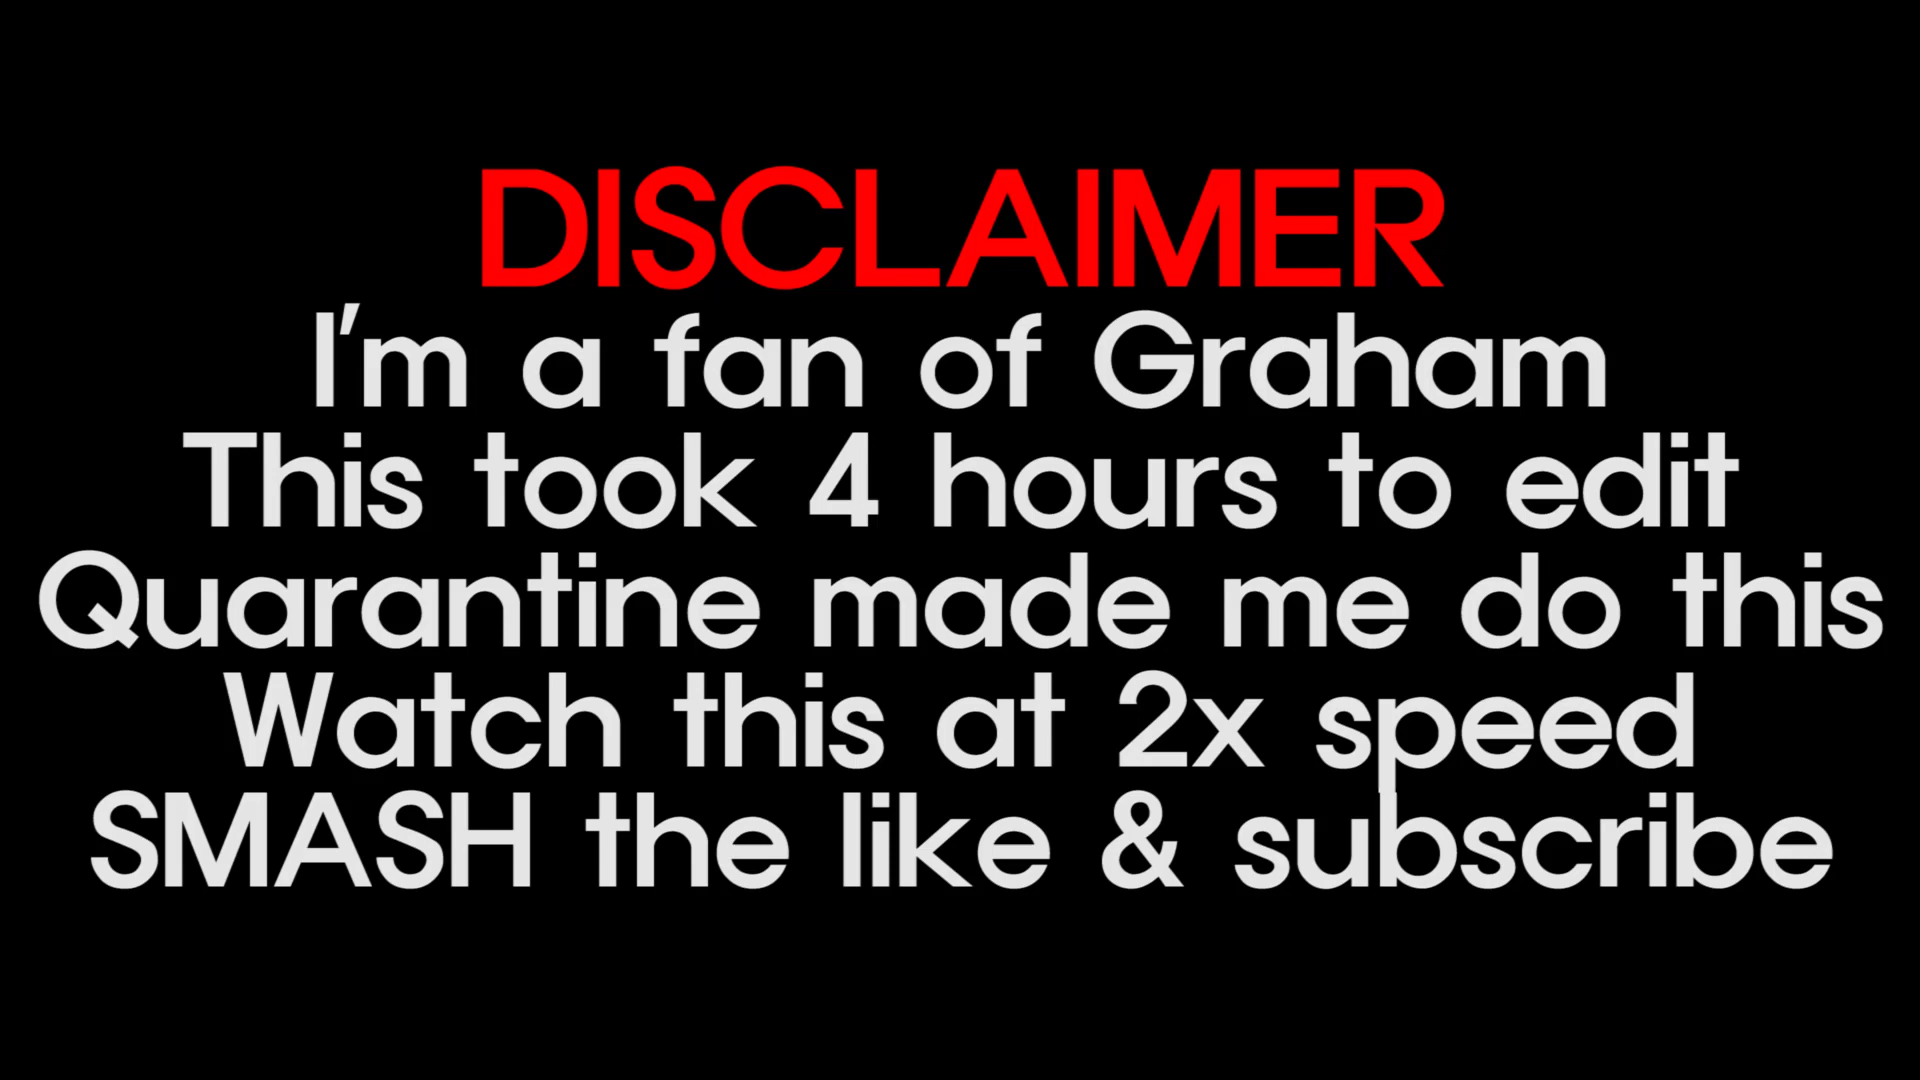 DISCLAIMER
I'm a fan of Graham
This took 4 hours to edit
Quarantine made me do this
Watch this at 2x speed
SMASH the like & subscribe